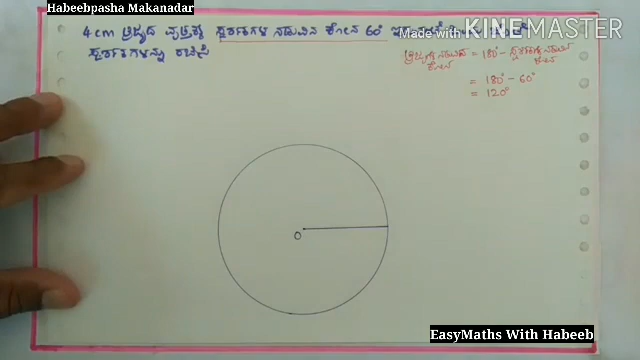 Habeebpasha Makanadar
4 cm ತ್ರಿಜ್ಯದ ವೃತ್ತಕ್ಕೆ ಸ್ಪರ್ಶಕಗಳ ನಡುವಿನ ಕೋನ 60°
ಸ್ಪರ್ಶಕಗಳನ್ನು ರಚಿಸಿ
Made with KINEMASTER
ತ್ರಿಜ್ಯಗಳ ನಡುವಿನ ಕೋನ = 180° - ಸ್ಪರ್ಶಕಗಳ ನಡುವಿನ ಕೋನ
= 180° - 60°
= 120°
O
EasyMaths With Habeeb